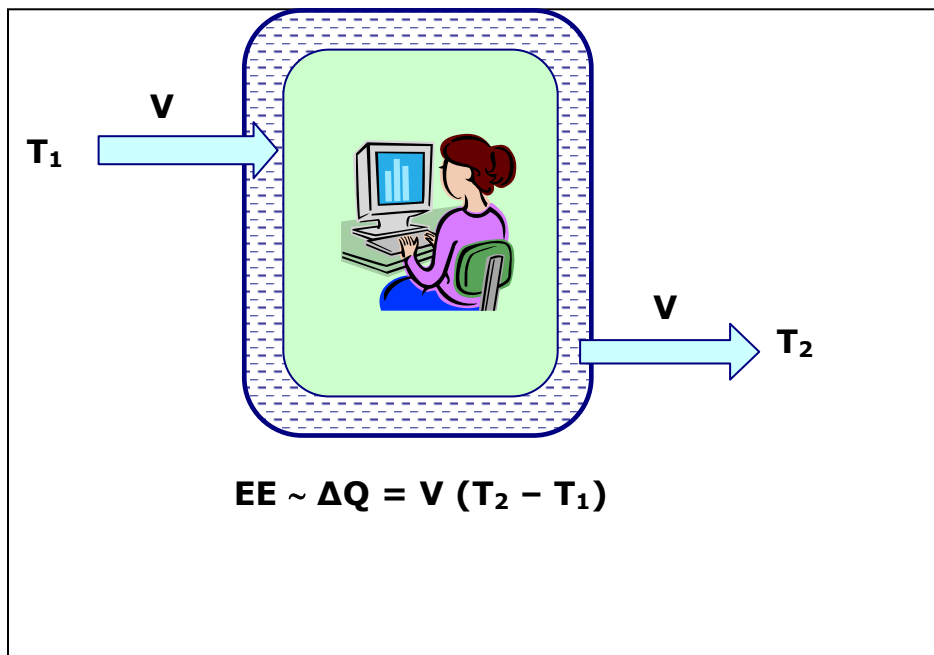 V
T₁
V
T₂
EE ~ ΔQ = V (T₂ – T₁)